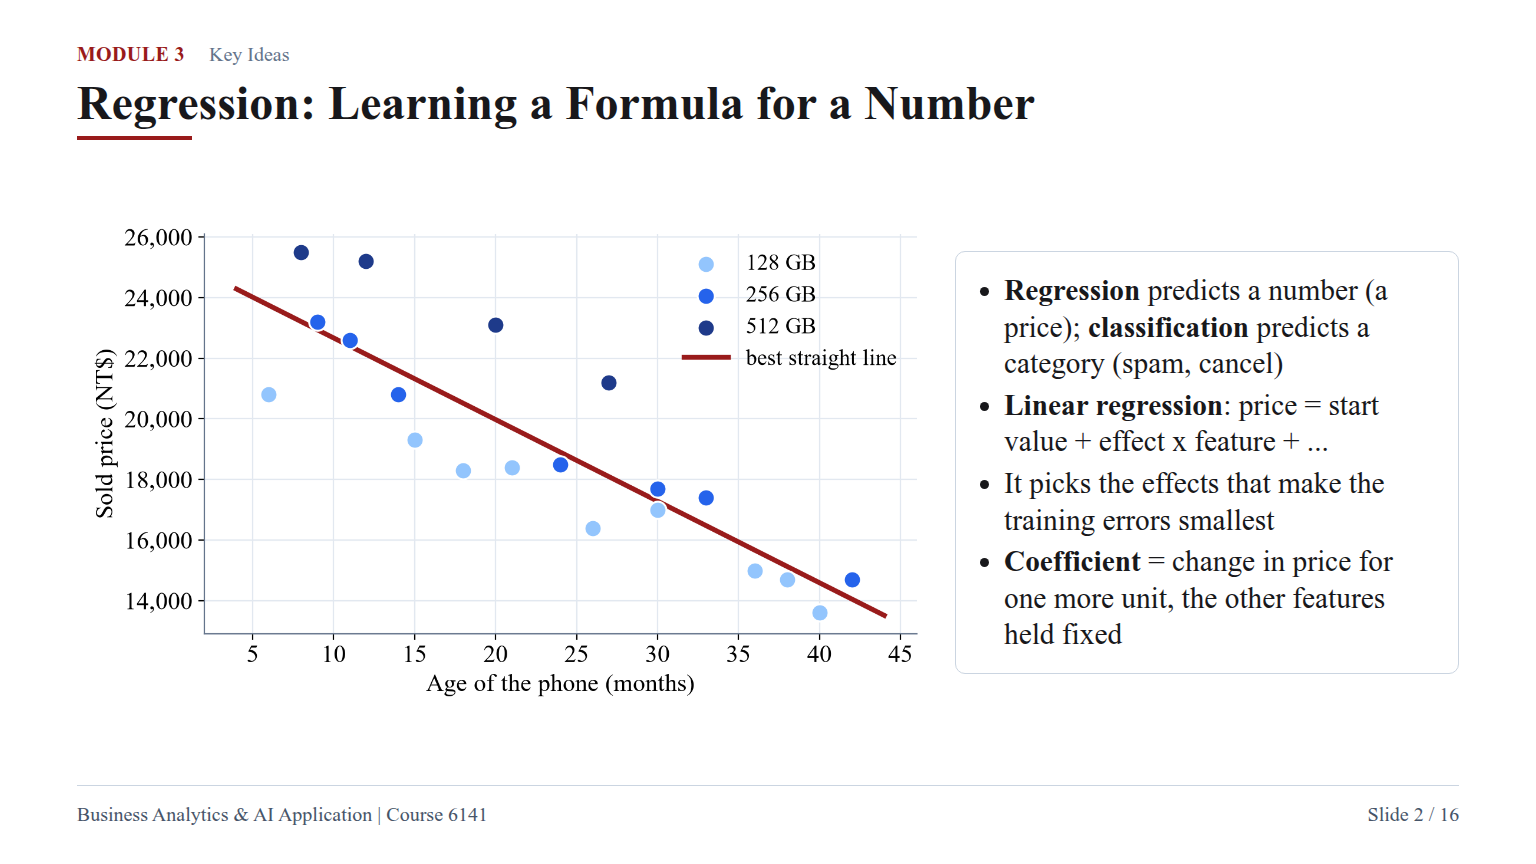 MODULE 3 Key Ideas
Regression: Learning a Formula for a Number
26,000
24,000
22,000
20,000
18,000
16,000
14,000
Sold price (NT$)
5 10 15 20 25 30 35 40 45
Age of the phone (months)
128 GB
256 GB
512 GB
best straight line
• Regression predicts a number (a
price); classification predicts a
category (spam, cancel)
• Linear regression: price = start
value + effect x feature + ...
• It picks the effects that make the
training errors smallest
• Coefficient = change in price for
one more unit, the other features
held fixed
Business Analytics & AI Application | Course 6141
Slide 2 / 16